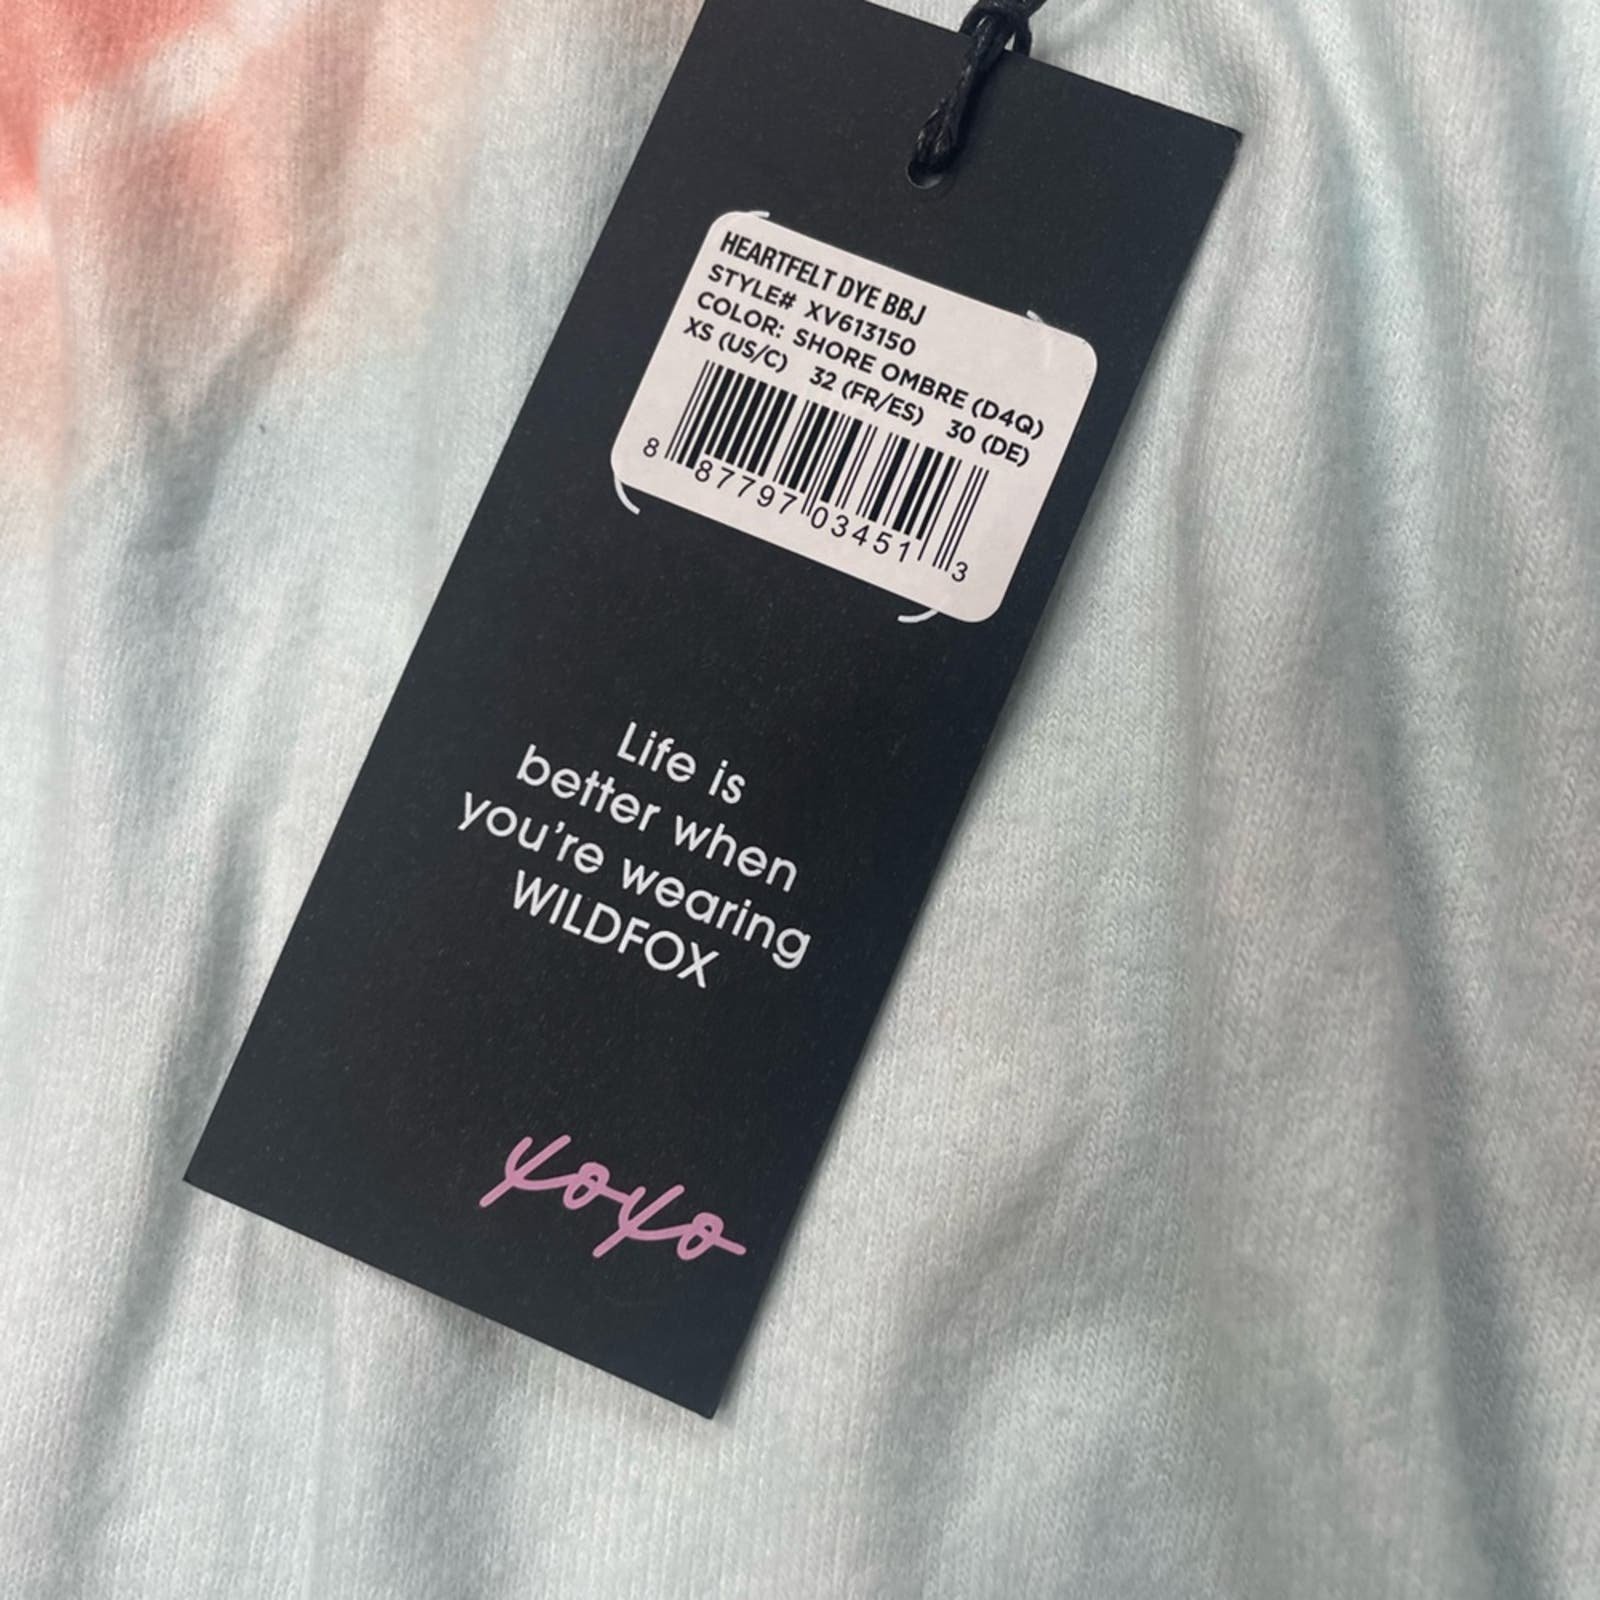 HEARTFELT DYE BBJ
STYLE# XV613150
COLOR: SHORE OMBRE (D4Q)
XS (US/C) 32 (FR/ES) 30 (DE)
8 87797 03451 3
Life is
better when
you're wearing
WILDFOX
xoxo